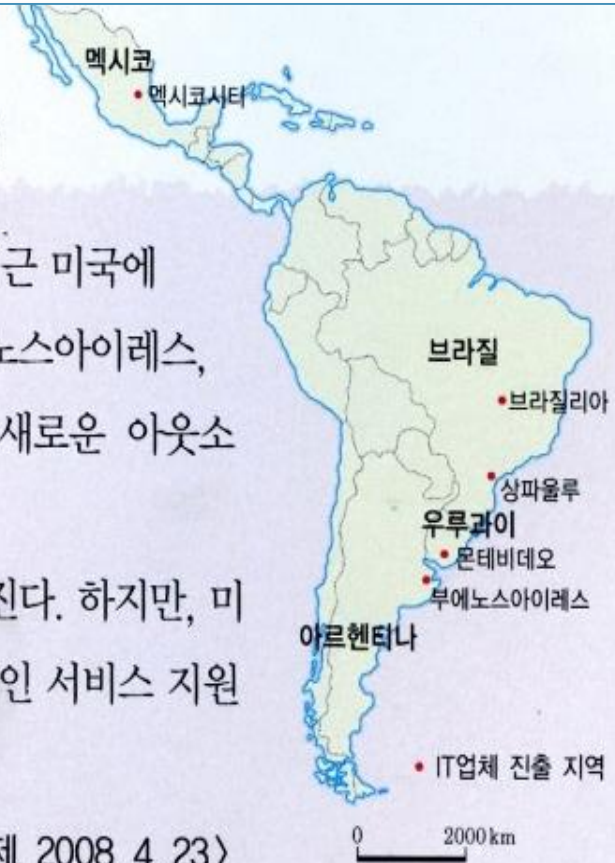 멕시코
멕시코시티
근 미국에
노스아이레스,
브라질
브라질리아
새로운 아웃소
상파울루
우루과이
몬테비데오
부에노스아이레스
진다. 하지만, 미
아르헨티나
인 서비스 지원
IT업체 진출 지역
0 2000km
제 2008 4 23〉